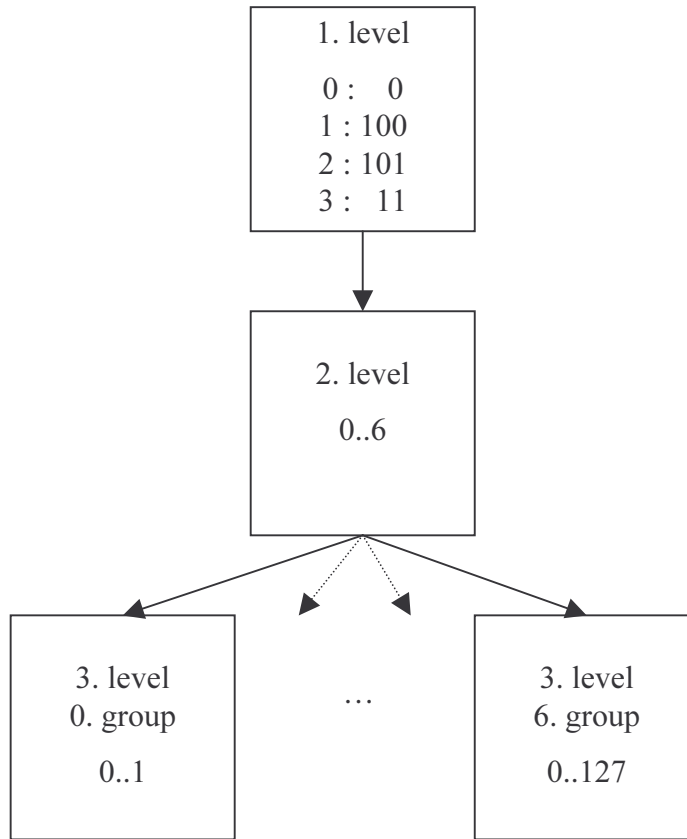 1. level
0 : 0
1 : 100
2 : 101
3 : 11
2. level
0..6
3. level
0. group
0..1
…
3. level
6. group
0..127